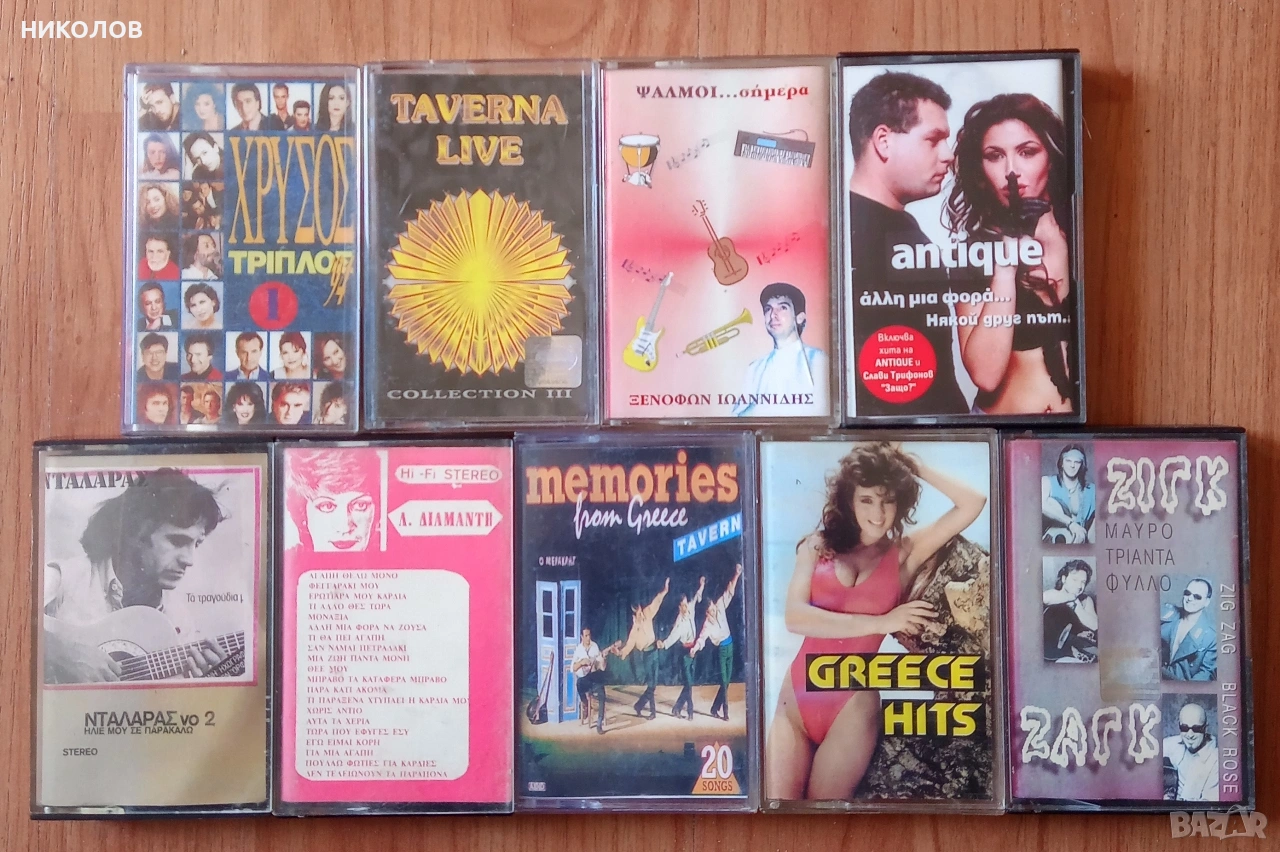 НИКОЛОВ
ΧΡΥΣΟΣ
ΤΡΙΠΛΟΣ
94
1
TAVERNA
LIVE
COLLECTION III
ΨΑΛΜΟΙ...σήμερα
ΞΕΝΟΦΩΝ ΙΩΑΝΝΙΔΗΣ
antique
άλλη μια φορά...
Някой друг път..
Включва
хита на
ANTIQUE и
Слави Трифонов
"Защо?"
ΝΤΑΛΑΡΑΣ
Τα τραγούδια μ
ΝΤΑΛΑΡΑΣ νο 2
ΗΛΙΕ ΜΟΥ ΣΕ ΠΑΡΑΚΑΛΩ
STEREO
Hi-Fi STEREO
Λ. ΔΙΑΜΑΝΤΗ
ΑΓΑΠΗ ΘΕΛΩ ΜΟΝΟ
ΦΕΓΓΑΡΑΚΙ ΜΟΥ
ΕΡΩΤΙΑΡΑ ΜΟΥ ΚΑΡΔΙΑ
ΤΙ ΑΛΛΟ ΘΕΣ ΤΩΡΑ
ΜΟΝΑΞΙΑ
ΑΛΛΗ ΜΙΑ ΦΟΡΑ ΝΑ ΖΟΥΣΑ
ΤΙ ΘΑ ΠΕΙ ΑΓΑΠΗ
ΣΑΝ ΝΑΜΑΙ ΠΕΤΡΑΔΑΚΙ
ΜΙΑ ΖΩΗ ΠΑΝΤΑ ΜΟΝΗ
ΘΕΕ ΜΟΥ
ΜΠΡΑΒΟ ΤΑ ΚΑΤΑΦΕΡΑ ΜΠΡΑΒΟ
ΠΑΡΑ ΚΑΤΙ ΑΚΟΜΑ
ΤΙ ΠΑΡΑΞΕΝΑ ΧΤΥΠΑΕΙ Η ΚΑΡΔΙΑ ΜΟ
ΧΩΡΙΣ ΑΝΤΙΟ
ΑΥΤΑ ΤΑ ΧΕΡΙΑ
ΤΩΡΑ ΠΟΥ ΕΦΥΓΕΣ ΕΣΥ
ΕΓΩ ΕΙΜΑΙ ΚΟΡΗ
ΓΙΑ ΜΙΑ ΑΓΑΠΗ
ΠΟΥΛΑΩ ΦΩΤΙΕΣ ΓΙΑ ΚΑΡΔΙΕΣ
ΔΕΝ ΤΕΛΕΙΩΝΟΥΝ ΤΑ ΠΑΡΑΠΟΝΑ
memories
from Greece
TAVERN
Ο ΜΕΡΑΚΛΗΣ
20
SONGS
GREECE
HITS
ΖΙΓΚ
ΜΑΥΡΟ
ΤΡΙΑΝΤΑ
ΦΥΛΛΟ
ΖΑΓΚ
ZIG ZAG BLACK ROSE
BAZAR